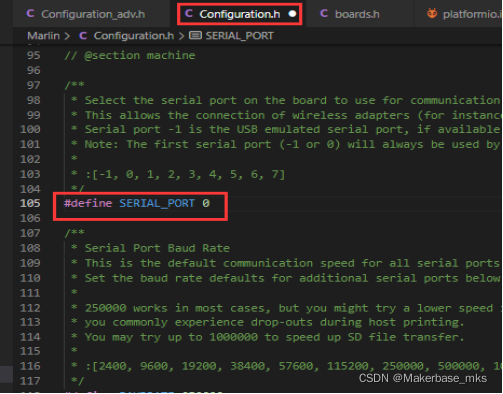 Configuration_adv.h
Configuration.h
boards.h
platformio.i
Marlin > C Configuration.h > SERIAL_PORT
95 // @section machine
96
97 /**
98 * Select the serial port on the board to use for communication
99 * This allows the connection of wireless adapters (for instanc
100 * Serial port -1 is the USB emulated serial port, if available
101 * Note: The first serial port (-1 or 0) will always be used by
102 *
103 * :[-1, 0, 1, 2, 3, 4, 5, 6, 7]
104 */
105 #define SERIAL_PORT 0
106
107 /**
108 * Serial Port Baud Rate
109 * This is the default communication speed for all serial ports
110 * Set the baud rate defaults for additional serial ports below
111 *
112 * 250000 works in most cases, but you might try a lower speed
113 * you commonly experience drop-outs during host printing.
114 * You may try up to 1000000 to speed up SD file transfer.
115 *
116 * :[2400, 9600, 19200, 38400, 57600, 115200, 250000, 500000, 10
117 */
CSDN @Makerbase_mks